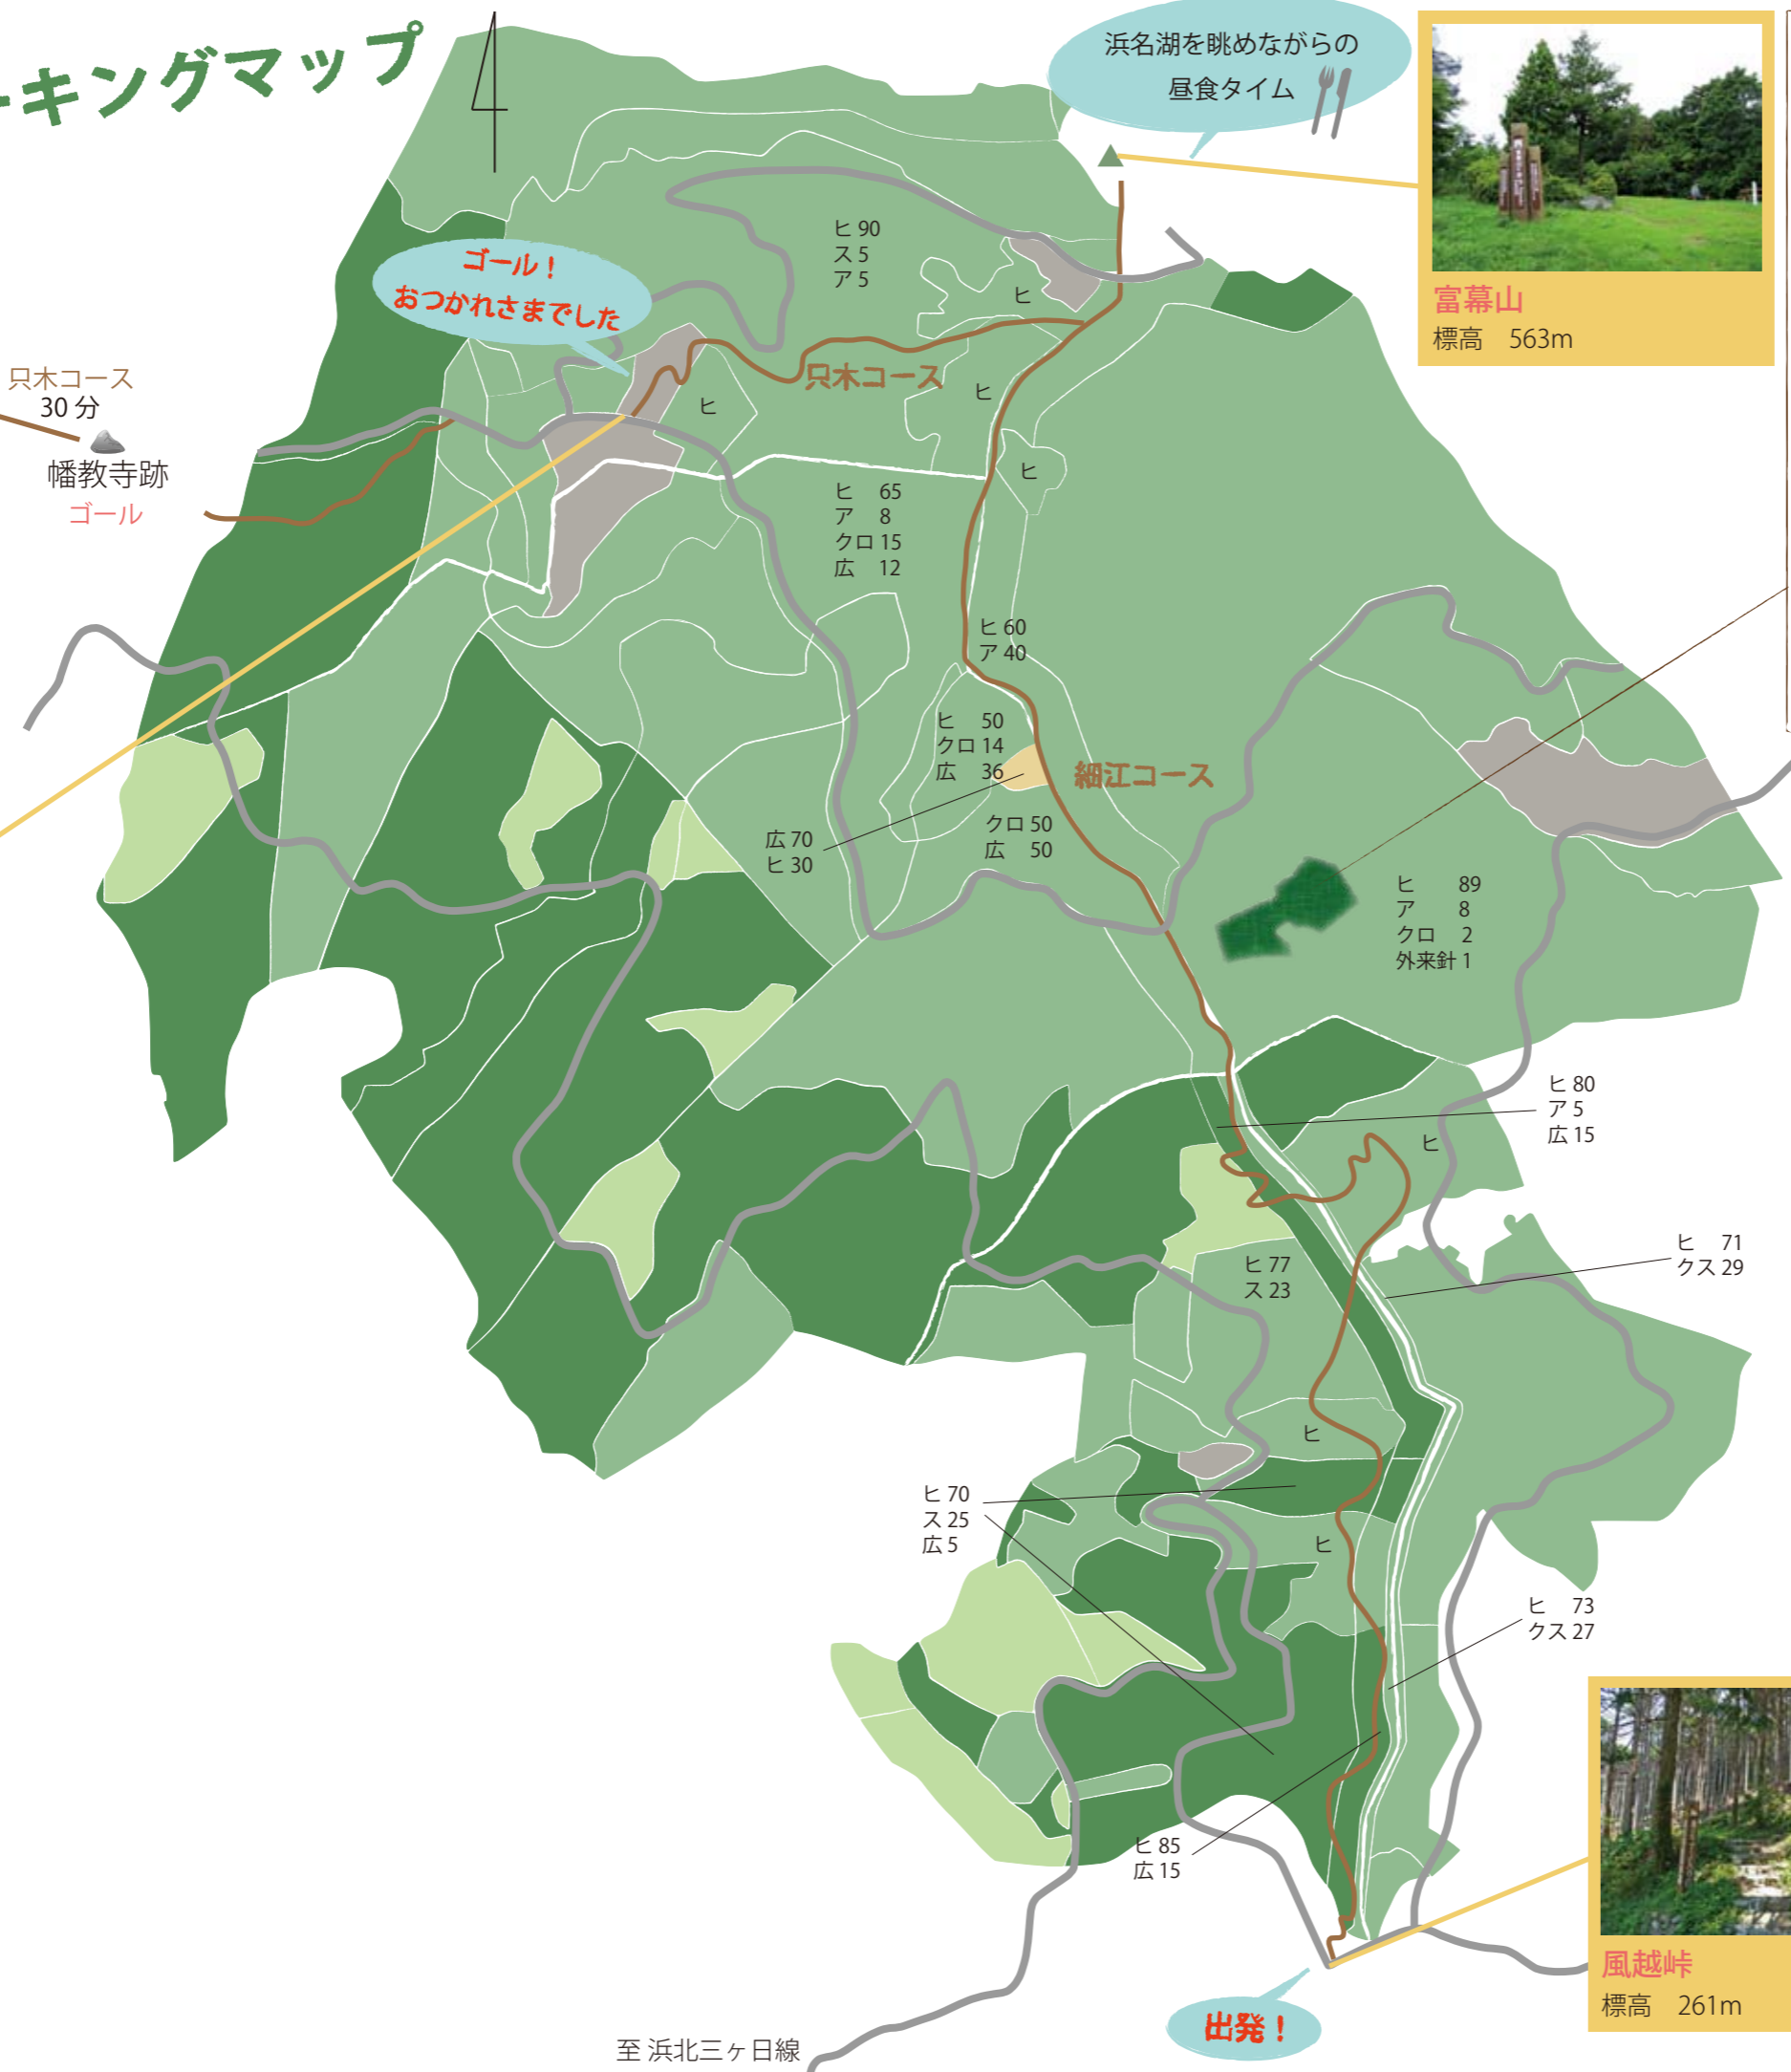 ーキングマップ
浜名湖を眺めながらの
昼食タイム
富幕山
標高 563m
ヒ 90
ス 5
ア 5
ヒ
ゴール！
おつかれさまでした
只木コース
30 分
幡教寺跡
ゴール
只木コース
ヒ
ヒ
ヒ
ヒ 65
ア 8
クロ 15
広 12
ヒ 60
ア 40
ヒ 50
クロ 14
広 36
細江コース
広 70
ヒ 30
クロ 50
広 50
ヒ 89
ア 8
クロ 2
外来針 1
ヒ 80
ア 5
広 15
ヒ
ヒ 71
クス 29
ヒ 77
ス 23
ヒ
ヒ 70
ス 25
広 5
ヒ
ヒ 73
クス 27
ヒ 85
広 15
風越峠
標高 261m
出発！
至 浜北三ヶ日線